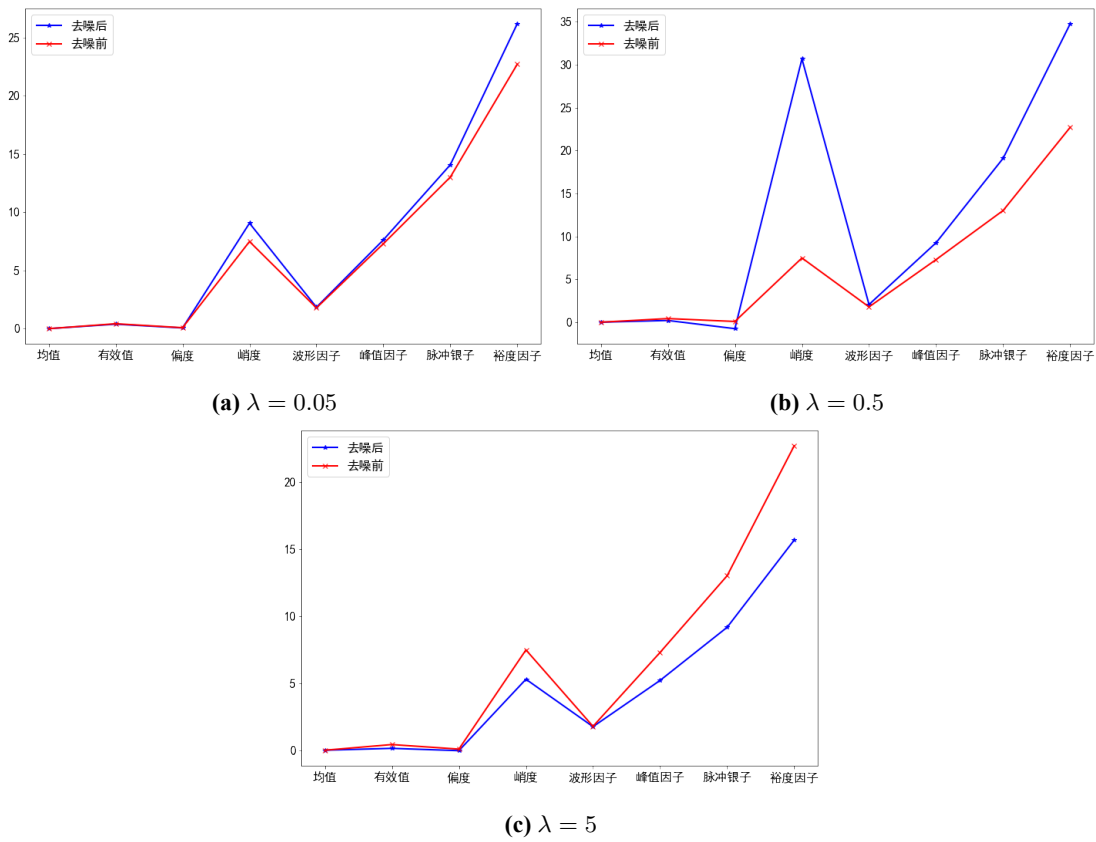 去噪后
去噪前
25
20
15
10
5
0
均值 有效值 偏度 峭度 波形因子 峰值因子 脉冲银子 裕度因子
(a) λ = 0.05
去噪后
去噪前
35
30
25
20
15
10
5
0
均值 有效值 偏度 峭度 波形因子 峰值因子 脉冲银子 裕度因子
(b) λ = 0.5
去噪后
去噪前
20
15
10
5
0
均值 有效值 偏度 峭度 波形因子 峰值因子 脉冲银子 裕度因子
(c) λ = 5